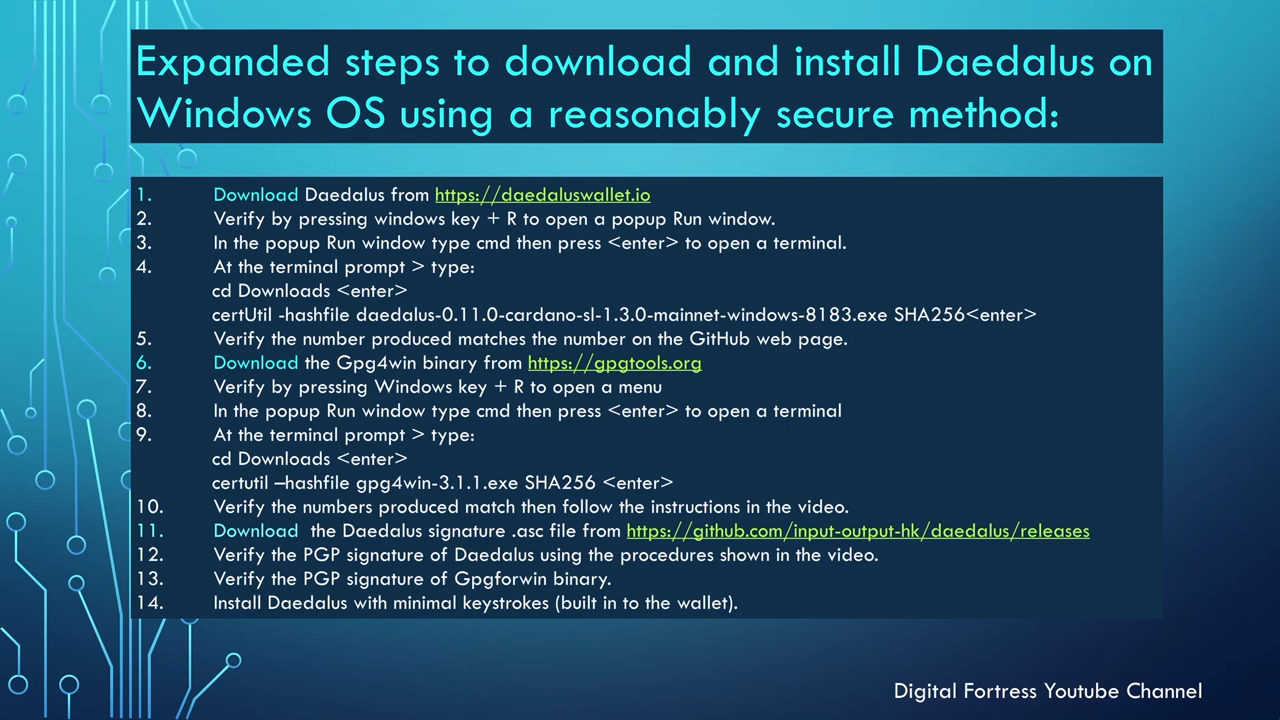 Expanded steps to download and install Daedalus on
Windows OS using a reasonably secure method:
1. Download Daedalus from https://daedaluswallet.io
2. Verify by pressing windows key + R to open a popup Run window.
3. In the popup Run window type cmd then press <enter> to open a terminal.
4. At the terminal prompt > type:
cd Downloads <enter>
certUtil -hashfile daedalus-0.11.0-cardano-sl-1.3.0-mainnet-windows-8183.exe SHA256<enter>
5. Verify the number produced matches the number on the GitHub web page.
6. Download the Gpg4win binary from https://gpgtools.org
7. Verify by pressing Windows key + R to open a menu
8. In the popup Run window type cmd then press <enter> to open a terminal
9. At the terminal prompt > type:
cd Downloads <enter>
certutil –hashfile gpg4win-3.1.1.exe SHA256 <enter>
10. Verify the numbers produced match then follow the instructions in the video.
11. Download the Daedalus signature .asc file from https://github.com/input-output-hk/daedalus/releases
12. Verify the PGP signature of Daedalus using the procedures shown in the video.
13. Verify the PGP signature of Gpgforwin binary.
14. Install Daedalus with minimal keystrokes (built in to the wallet).
Digital Fortress Youtube Channel